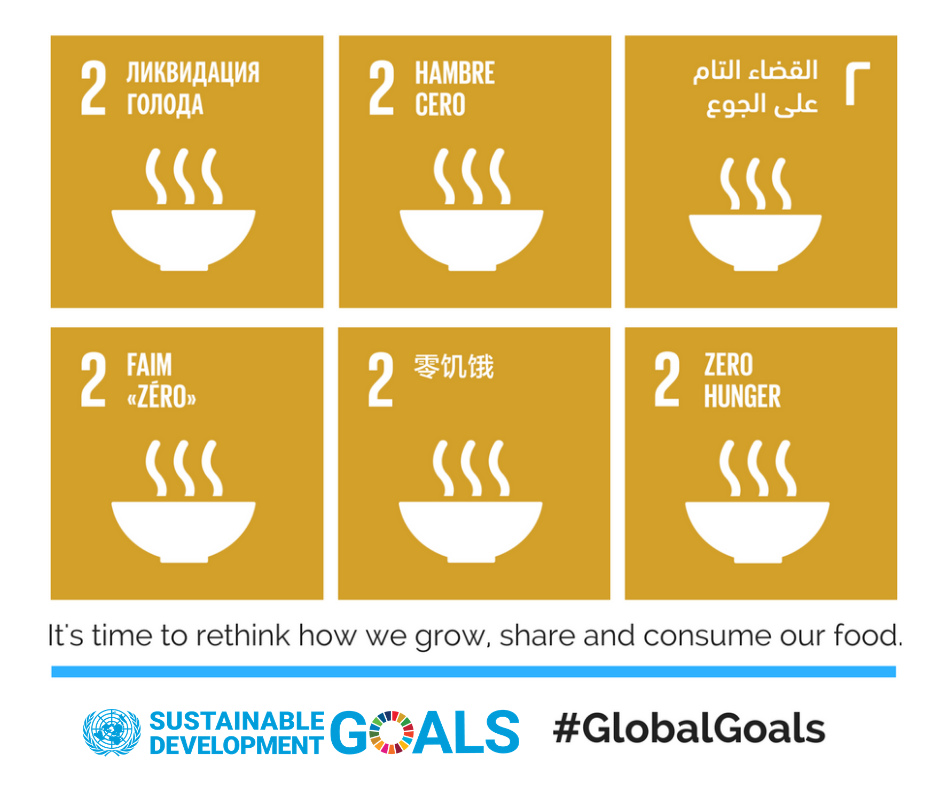 2 ЛИКВИДАЦИЯ
ГОЛОДА
2 HAMBRE
CERO
٢ القضاء التام
على الجوع
2 FAIM
«ZÉRO»
2 零饥饿
2 ZERO
HUNGER
It's time to rethink how we grow, share and consume our food.
SUSTAINABLE
DEVELOPMENT
GOALS
#GlobalGoals